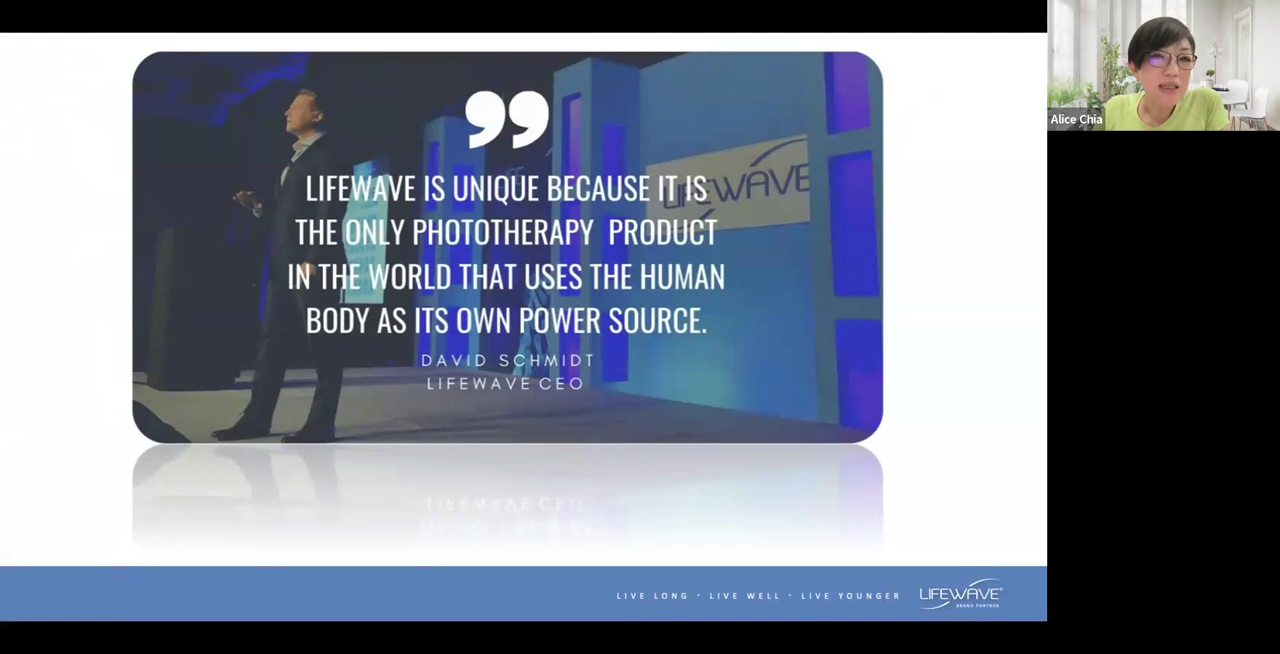 ”
LIFEWAVE IS UNIQUE BECAUSE IT IS
THE ONLY PHOTOTHERAPY PRODUCT
IN THE WORLD THAT USES THE HUMAN
BODY AS ITS OWN POWER SOURCE.
DAVID SCHMIDT
LIFEWAVE CEO
LIFEWAVE
LIVE LONG · LIVE WELL · LIVE YOUNGER
LIFEWAVE®
BRAND PARTNER
Alice Chia